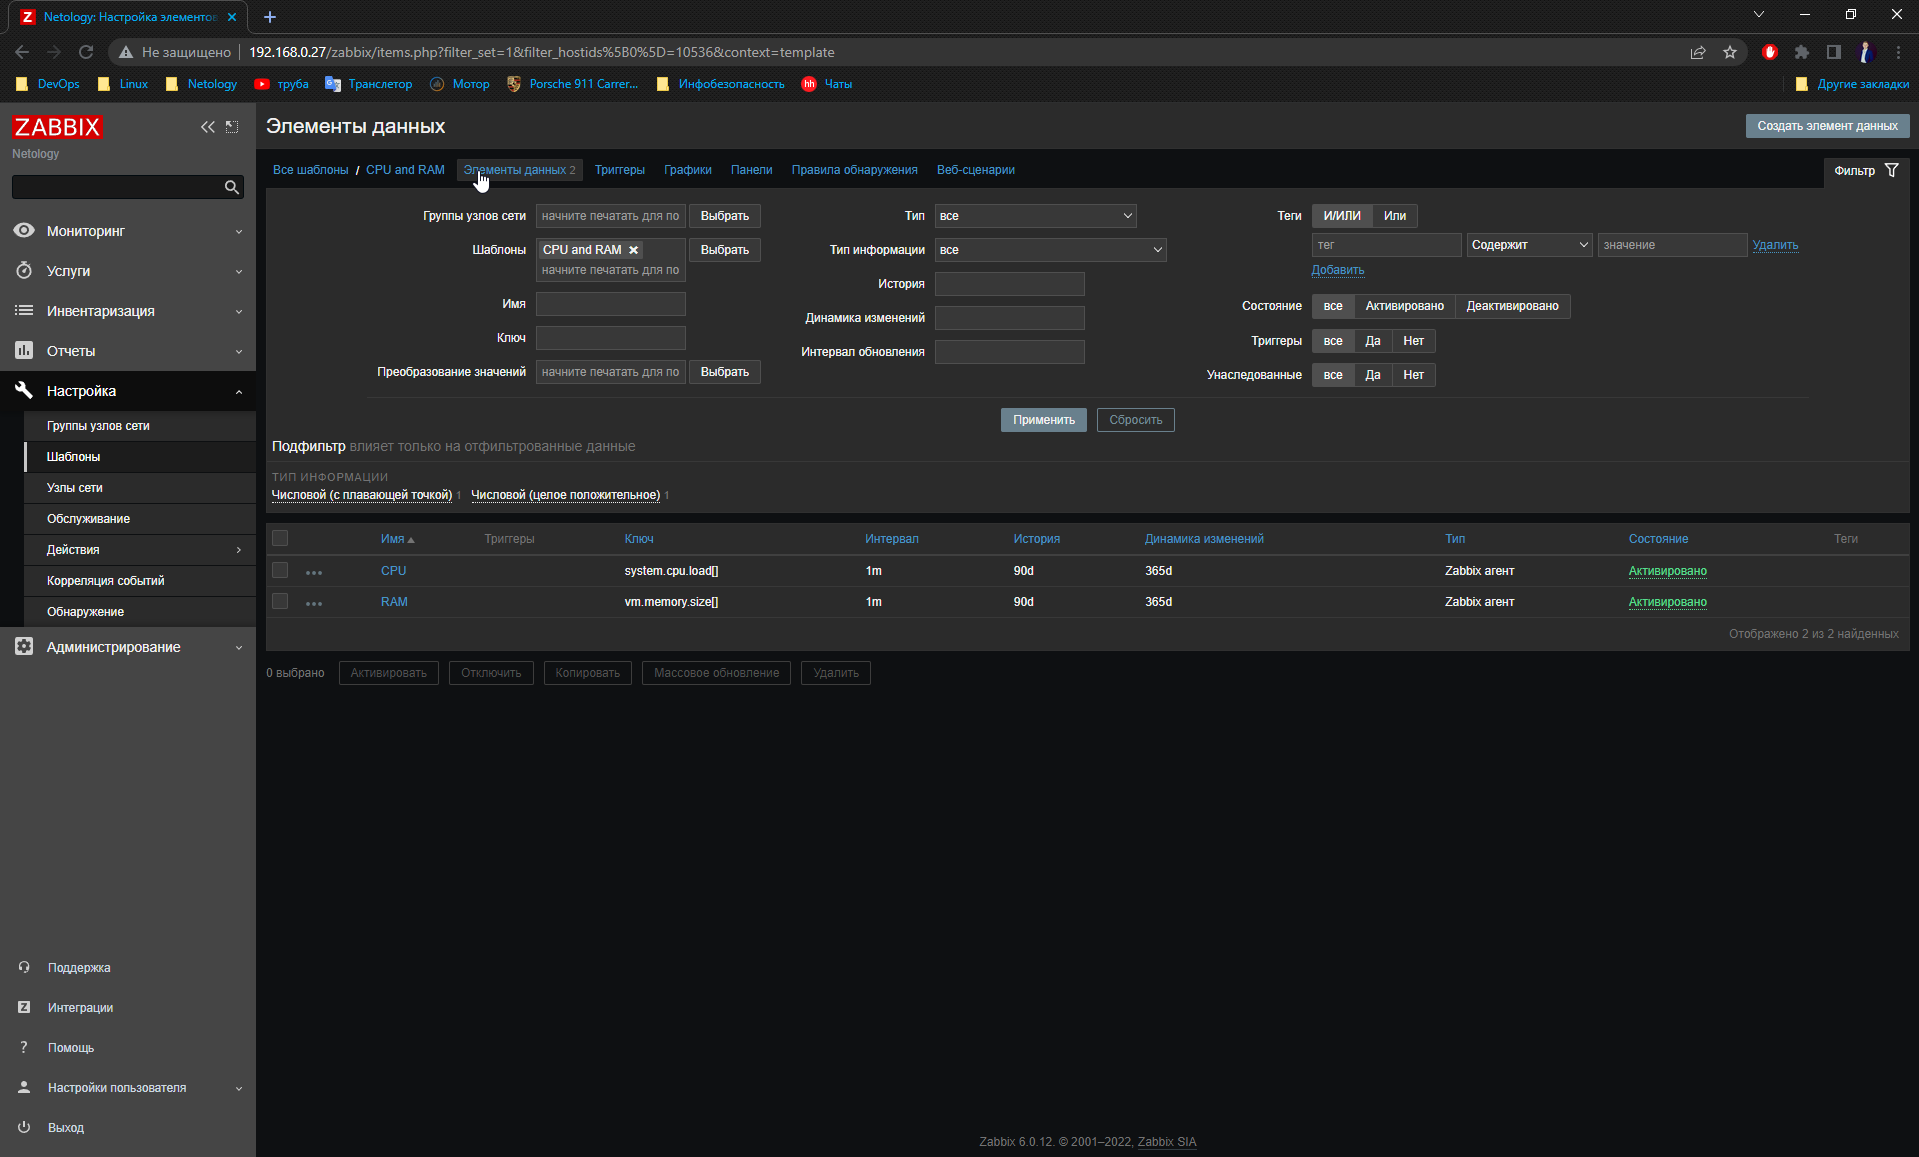 Netology: Настройка элементов
Не защищено
192.168.0.27/zabbix/items.php?filter_set=1&filter_hostids%5B0%5D=10536&context=template
DevOps Linux Netology труба Транслетор Мотор Porsche 911 Carrer... Инфобезопасность Чаты Другие закладки
ZABBIX
Netology
Мониторинг
Услуги
Инвентаризация
Отчеты
Настройка
Группы узлов сети
Шаблоны
Узлы сети
Обслуживание
Действия
Корреляция событий
Обнаружение
Администрирование
Поддержка
Интеграции
Помощь
Настройки пользователя
Выход
Элементы данных
Создать элемент данных
Все шаблоны / CPU and RAM Элементы данных 2 Триггеры Графики Панели Правила обнаружения Веб-сценарии
Фильтр
Группы узлов сети начните печатать для по Выбрать
Шаблоны CPU and RAM Выбрать
начните печатать для по
Имя
Ключ
Преобразование значений начните печатать для по Выбрать
Тип все
Тип информации все
История
Динамика изменений
Интервал обновления
Теги И/ИЛИ Или
тег Содержит значение Удалить
Добавить
Состояние все Активировано Деактивировано
Триггеры все Да Нет
Унаследованные все Да Нет
Применить Сбросить
Подфильтр влияет только на отфильтрованные данные
ТИП ИНФОРМАЦИИ
Числовой (с плавающей точкой) 1 Числовой (целое положительное) 1
Имя Триггеры Ключ Интервал История Динамика изменений Тип Состояние Теги
CPU system.cpu.load[] 1m 90d 365d Zabbix агент Активировано
RAM vm.memory.size[] 1m 90d 365d Zabbix агент Активировано
Отображено 2 из 2 найденных
0 выбрано Активировать Отключить Копировать Массовое обновление Удалить
Zabbix 6.0.12. © 2001–2022, Zabbix SIA